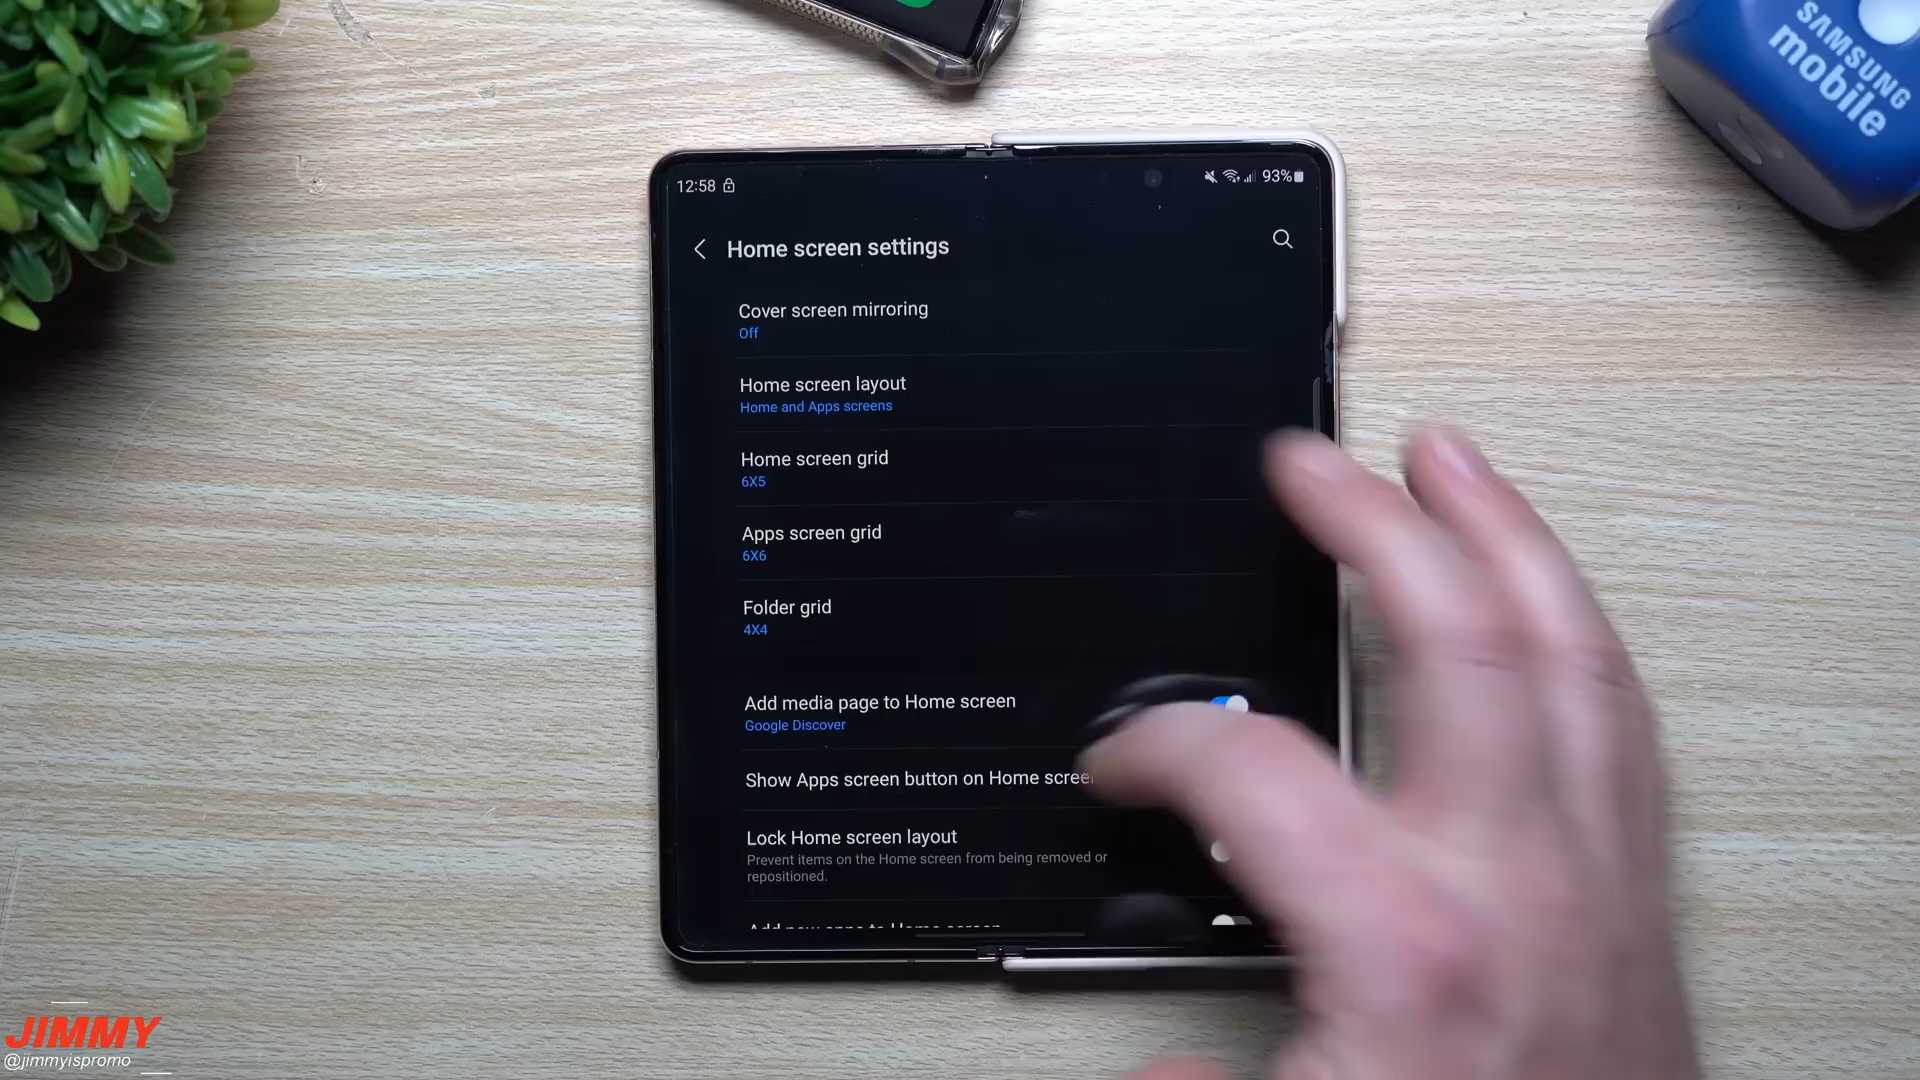 SAMSUNG
mobile
12:58
93%
Home screen settings
Cover screen mirroring
Off
Home screen layout
Home and Apps screens
Home screen grid
6X5
Apps screen grid
6X6
Folder grid
4X4
Add media page to Home screen
Google Discover
Show Apps screen button on Home
Lock Home screen layout
Prevent items on the Home screen from being removed or
repositioned.
Add new apps to Home screen
JIMMY
@jimmyispromo